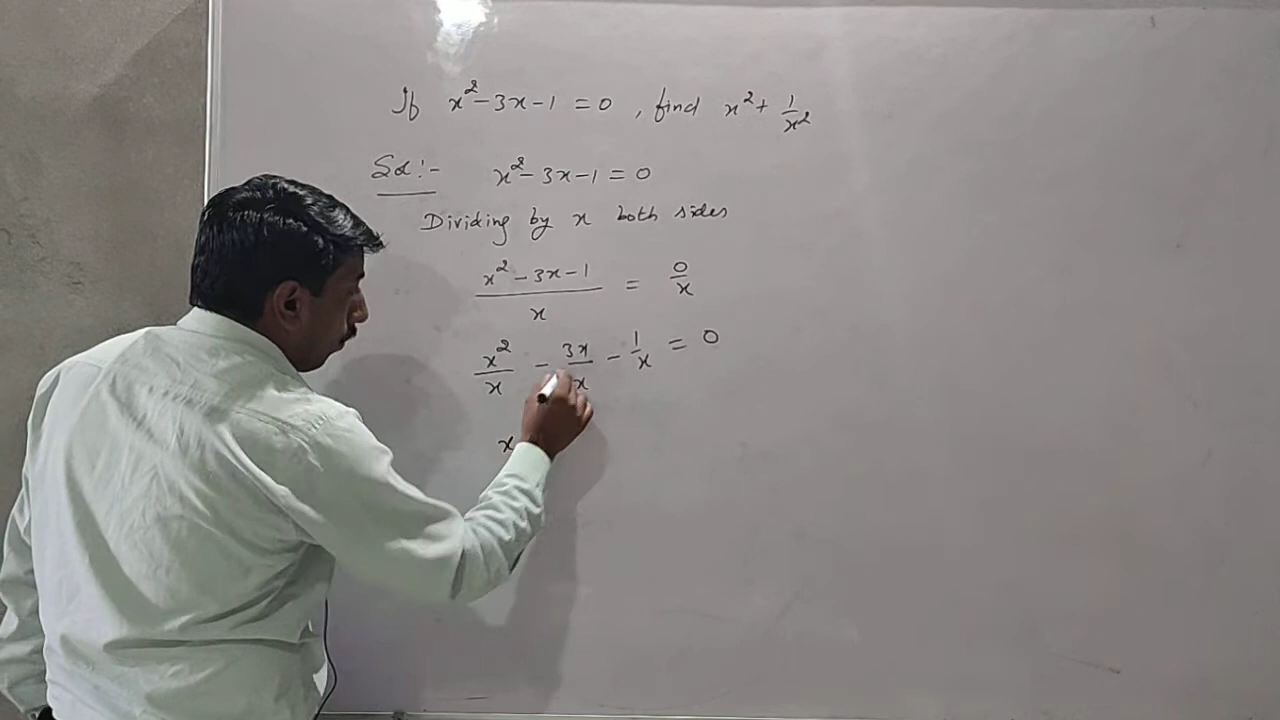 If x² - 3x - 1 = 0 , find x² + 1/x²
Sol :- x² - 3x - 1 = 0
Dividing by x both sides
(x² - 3x - 1)/x = 0/x
x²/x - 3x/x - 1/x = 0
x